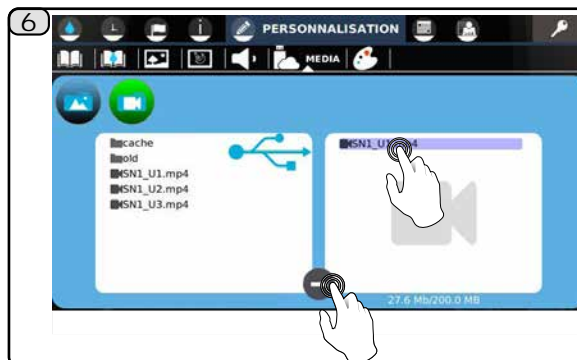 6
PERSONNALISATION
MEDIA
cache
old
SN1_U1.mp4
SN1_U2.mp4
SN1_U3.mp4
27.6 Mb/200.0 MB